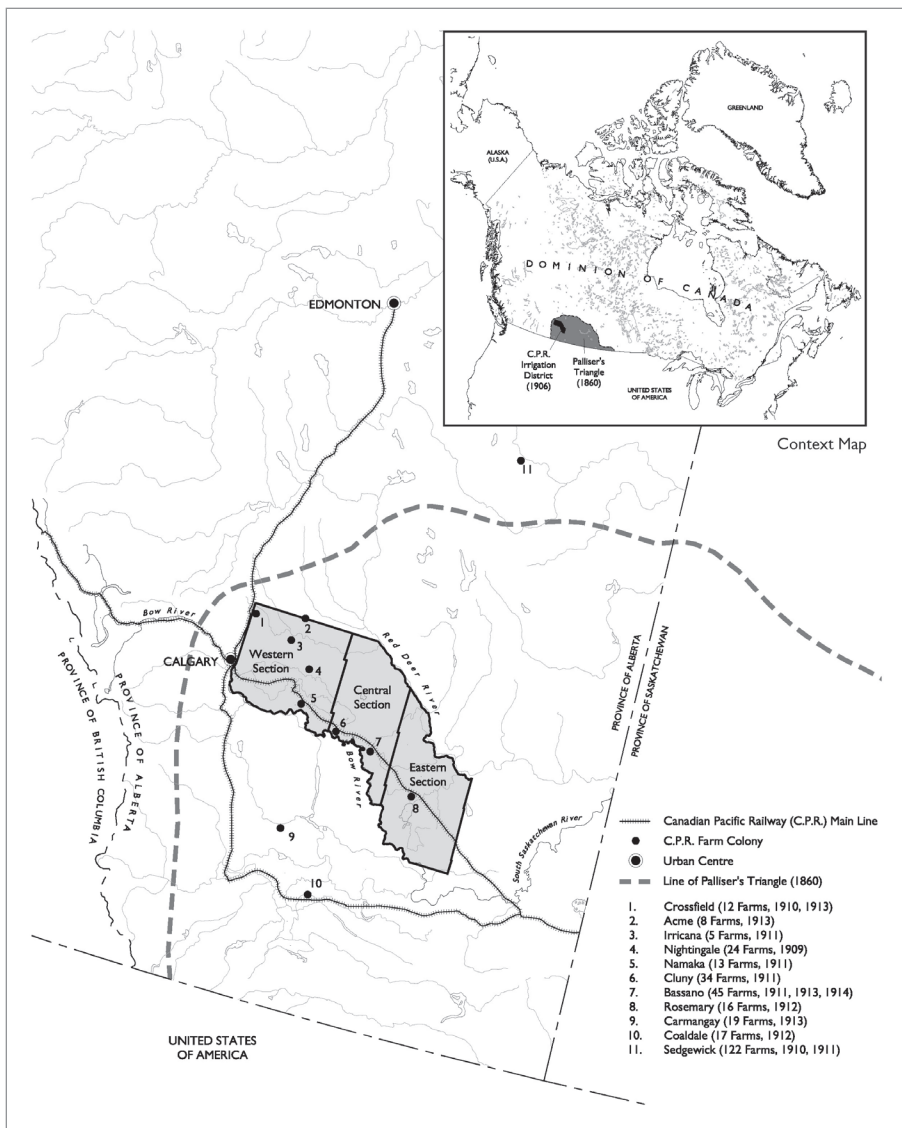 GREENLAND
ALASKA
(U.S.A.)
DOMINION OF CANADA
C.P.R.
Irrigation
District
(1906)
Palliser's
Triangle
(1860)
UNITED STATES
OF AMERICA
Context Map
EDMONTON
11
Bow River
CALGARY
1
2
3
Western
Section
4
5
Red Deer River
Central
Section
6
7
Bow River
Eastern
Section
8
9
10
South Saskatchewan River
PROVINCE OF BRITISH COLUMBIA
PROVINCE OF ALBERTA
PROVINCE OF ALBERTA
PROVINCE OF SASKATCHEWAN
UNITED STATES
OF AMERICA
Canadian Pacific Railway (C.P.R.) Main Line
C.P.R. Farm Colony
Urban Centre
Line of Palliser's Triangle (1860)
1. Crossfield (12 Farms, 1910, 1913)
2. Acme (8 Farms, 1913)
3. Irricana (5 Farms, 1911)
4. Nightingale (24 Farms, 1909)
5. Namaka (13 Farms, 1911)
6. Cluny (34 Farms, 1911)
7. Bassano (45 Farms, 1911, 1913, 1914)
8. Rosemary (16 Farms, 1912)
9. Carmangay (19 Farms, 1913)
10. Coaldale (17 Farms, 1912)
11. Sedgewick (122 Farms, 1910, 1911)